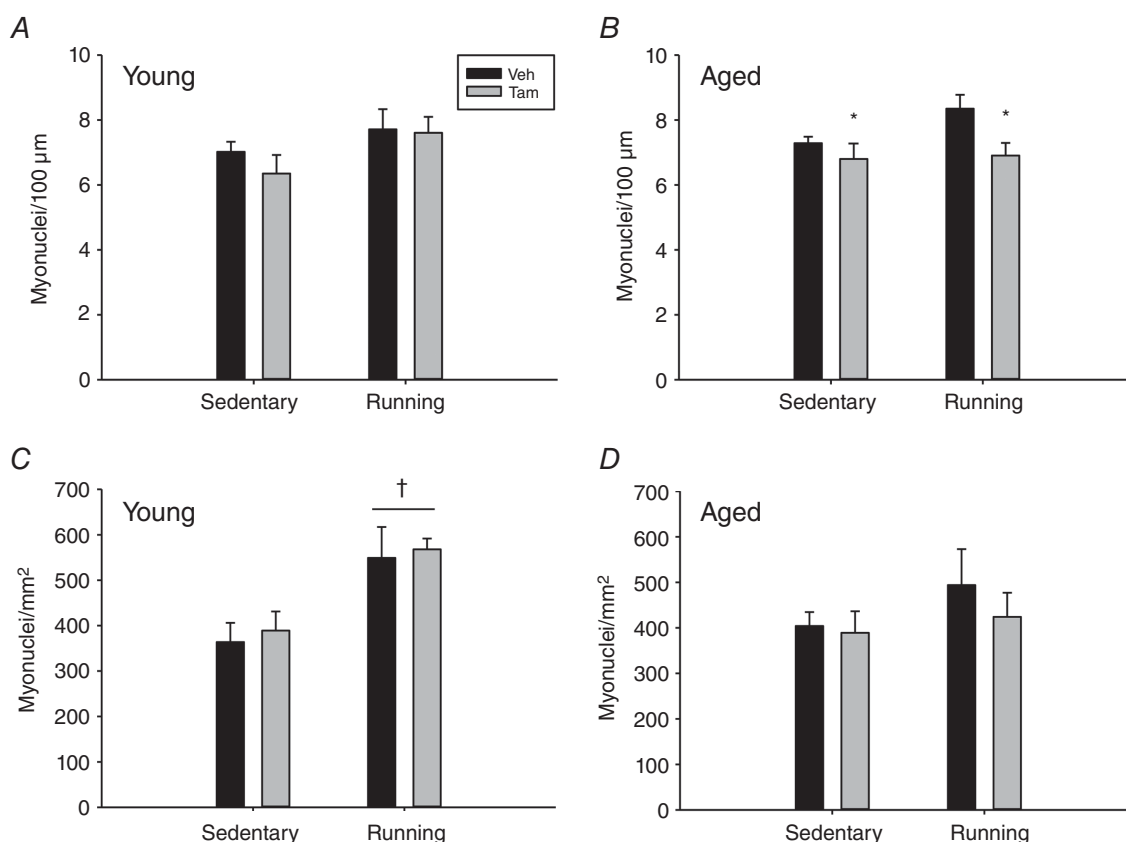 A
Young
Veh
Tam
Myonuclei/100 µm
10
8
6
4
2
0
Sedentary
Running
B
Aged
Myonuclei/100 µm
10
8
6
4
2
0
*
*
Sedentary
Running
C
Young
Myonuclei/mm²
700
600
500
400
300
200
100
0
†
Sedentary
Running
D
Aged
Myonuclei/mm²
700
600
500
400
300
200
100
0
Sedentary
Running